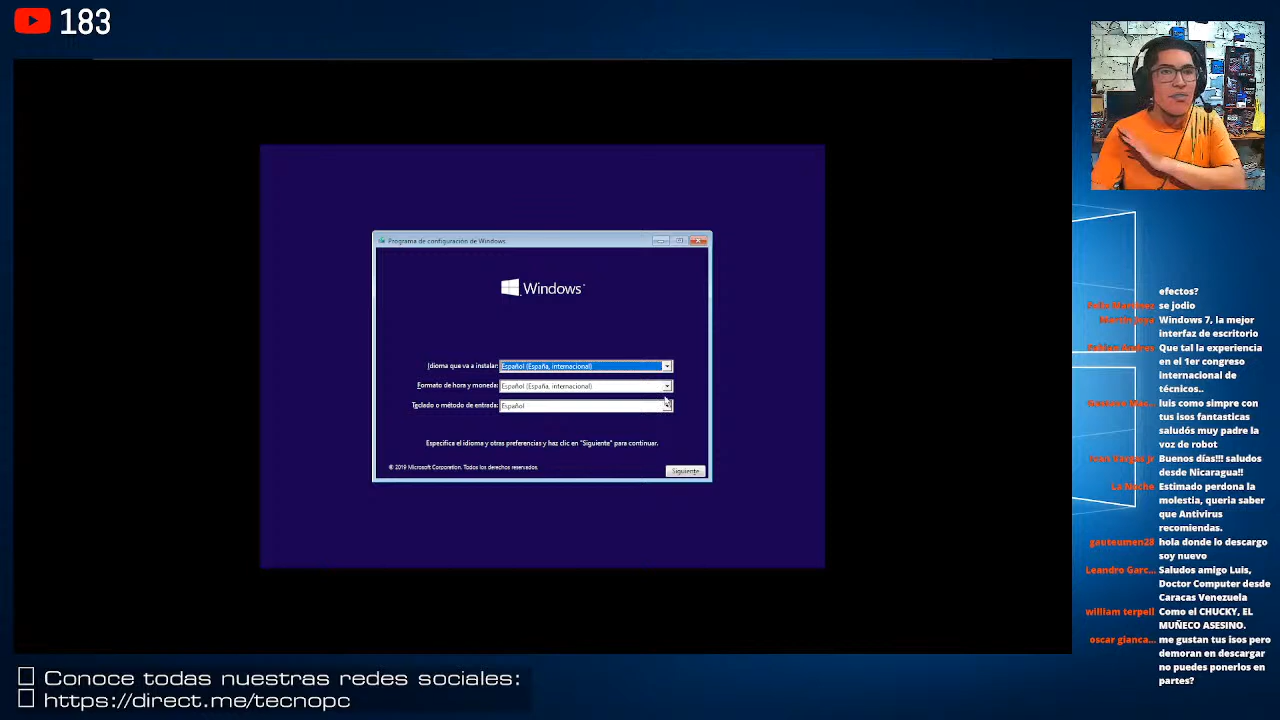 183
Programa de configuración de Windows
Windows
Idioma que va a instalar: Español (España, internacional)
Formato de hora y moneda: Español (España, internacional)
Teclado o método de entrada: Español
Especifica el idioma y otras preferencias y haz clic en "Siguiente" para continuar.
© 2019 Microsoft Corporation. Todos los derechos reservados.
Siguiente
efectos?
se jodio
Windows 7, la mejor
interfaz de escritorio
Que tal la experiencia
en el 1er congreso
internacional de
técnicos..
luis como simpre con
tus isos fantasticas
saludós muy padre la
voz de robot
Buenos días!!! saludos
desde Nicaragua!!
La Noche Estimado perdona la
molestia, queria saber
que Antivirus
recomiendas.
gauteumen28 hola donde lo descargo
soy nuevo
Leandro Garc... Saludos amigo Luis,
Doctor Computer desde
Caracas Venezuela
william terpell Como el CHUCKY, EL
MUÑECO ASESINO.
oscar gianca... me gustan tus isos pero
demoran en descargar
no puedes ponerlos en
partes?
Conoce todas nuestras redes sociales:
https://direct.me/tecnopc